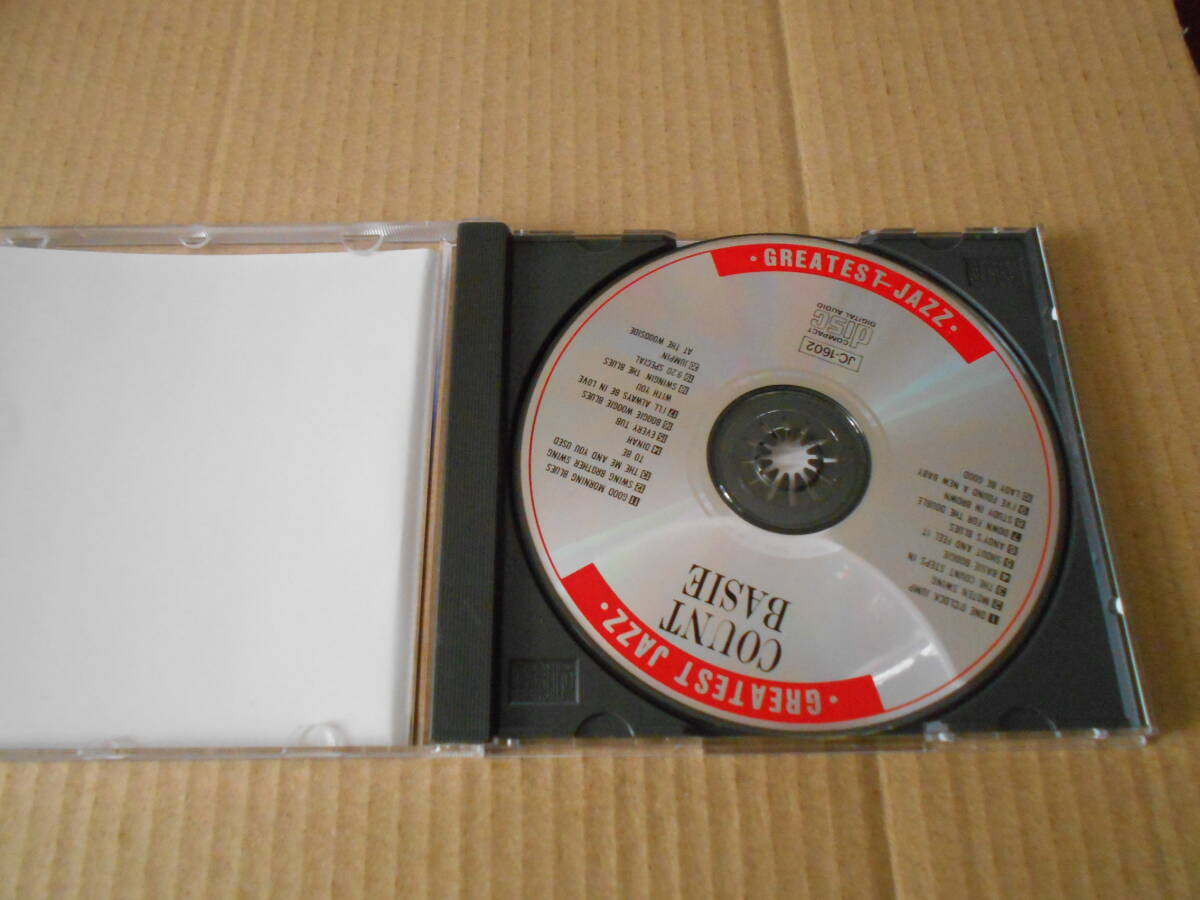 · GREATEST JAZZ ·
COUNT
BASIE
1 ONE O'CLOCK JUMP
2 MOTEN SWING
3 THE COUNT STEPS IN
4 BASIE BOOGIE
5 SHOUT AND FEEL IT
6 ANDY'S BLUES
7 DOWN FOR THE DOUBLE
8 STUDY IN BROWN
9 I'VE FOUND A NEW BABY
10 LADY BE GOOD
11 GOOD MORNING BLUES
12 SWING BROTHER SWING
13 THE ME AND YOU USED
TO BE
14 DINAH
15 EVERY TUB
16 BOOGIE WOOGIE BLUES
17 I'LL ALWAYS BE IN LOVE
WITH YOU
18 SWINGIN THE BLUES
19 9:20 SPECIAL
20 JUMPIN'
AT THE WOODSIDE
JC-1602
COMPACT
disc
DIGITAL AUDIO
· GREATEST JAZZ ·